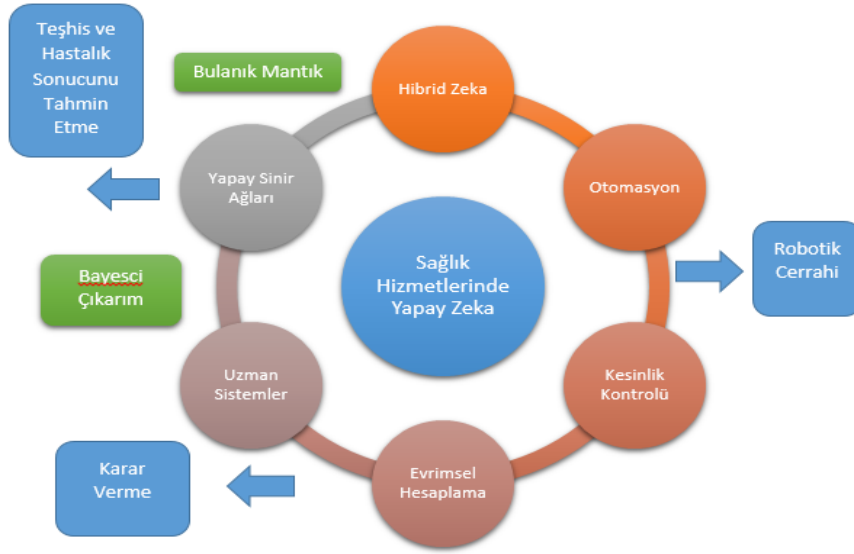 Teşhis ve
Hastalık
Sonucunu
Tahmin
Etme
Bulanık Mantık
Hibrid Zeka
Yapay Sinir
Ağları
Otomasyon
Sağlık
Hizmetlerinde
Yapay Zeka
Robotik
Cerrahi
Bayesci
Çıkarım
Uzman
Sistemler
Kesinlik
Kontrolü
Karar
Verme
Evrimsel
Hesaplama